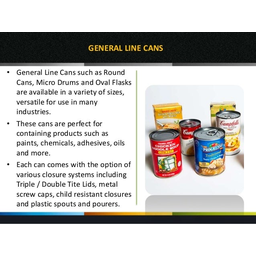 GENERAL LINE CANS
• General Line Cans such as Round
Cans, Micro Drums and Oval Flasks
are available in a variety of sizes,
versatile for use in many
industries.
• These cans are perfect for
containing products such as
paints, chemicals, adhesives, oils
and more.
• Each can comes with the option of
various closure systems including
Triple / Double Tite Lids, metal
screw caps, child resistant closures
and plastic spouts and pourers.
Campbell's
Progresso